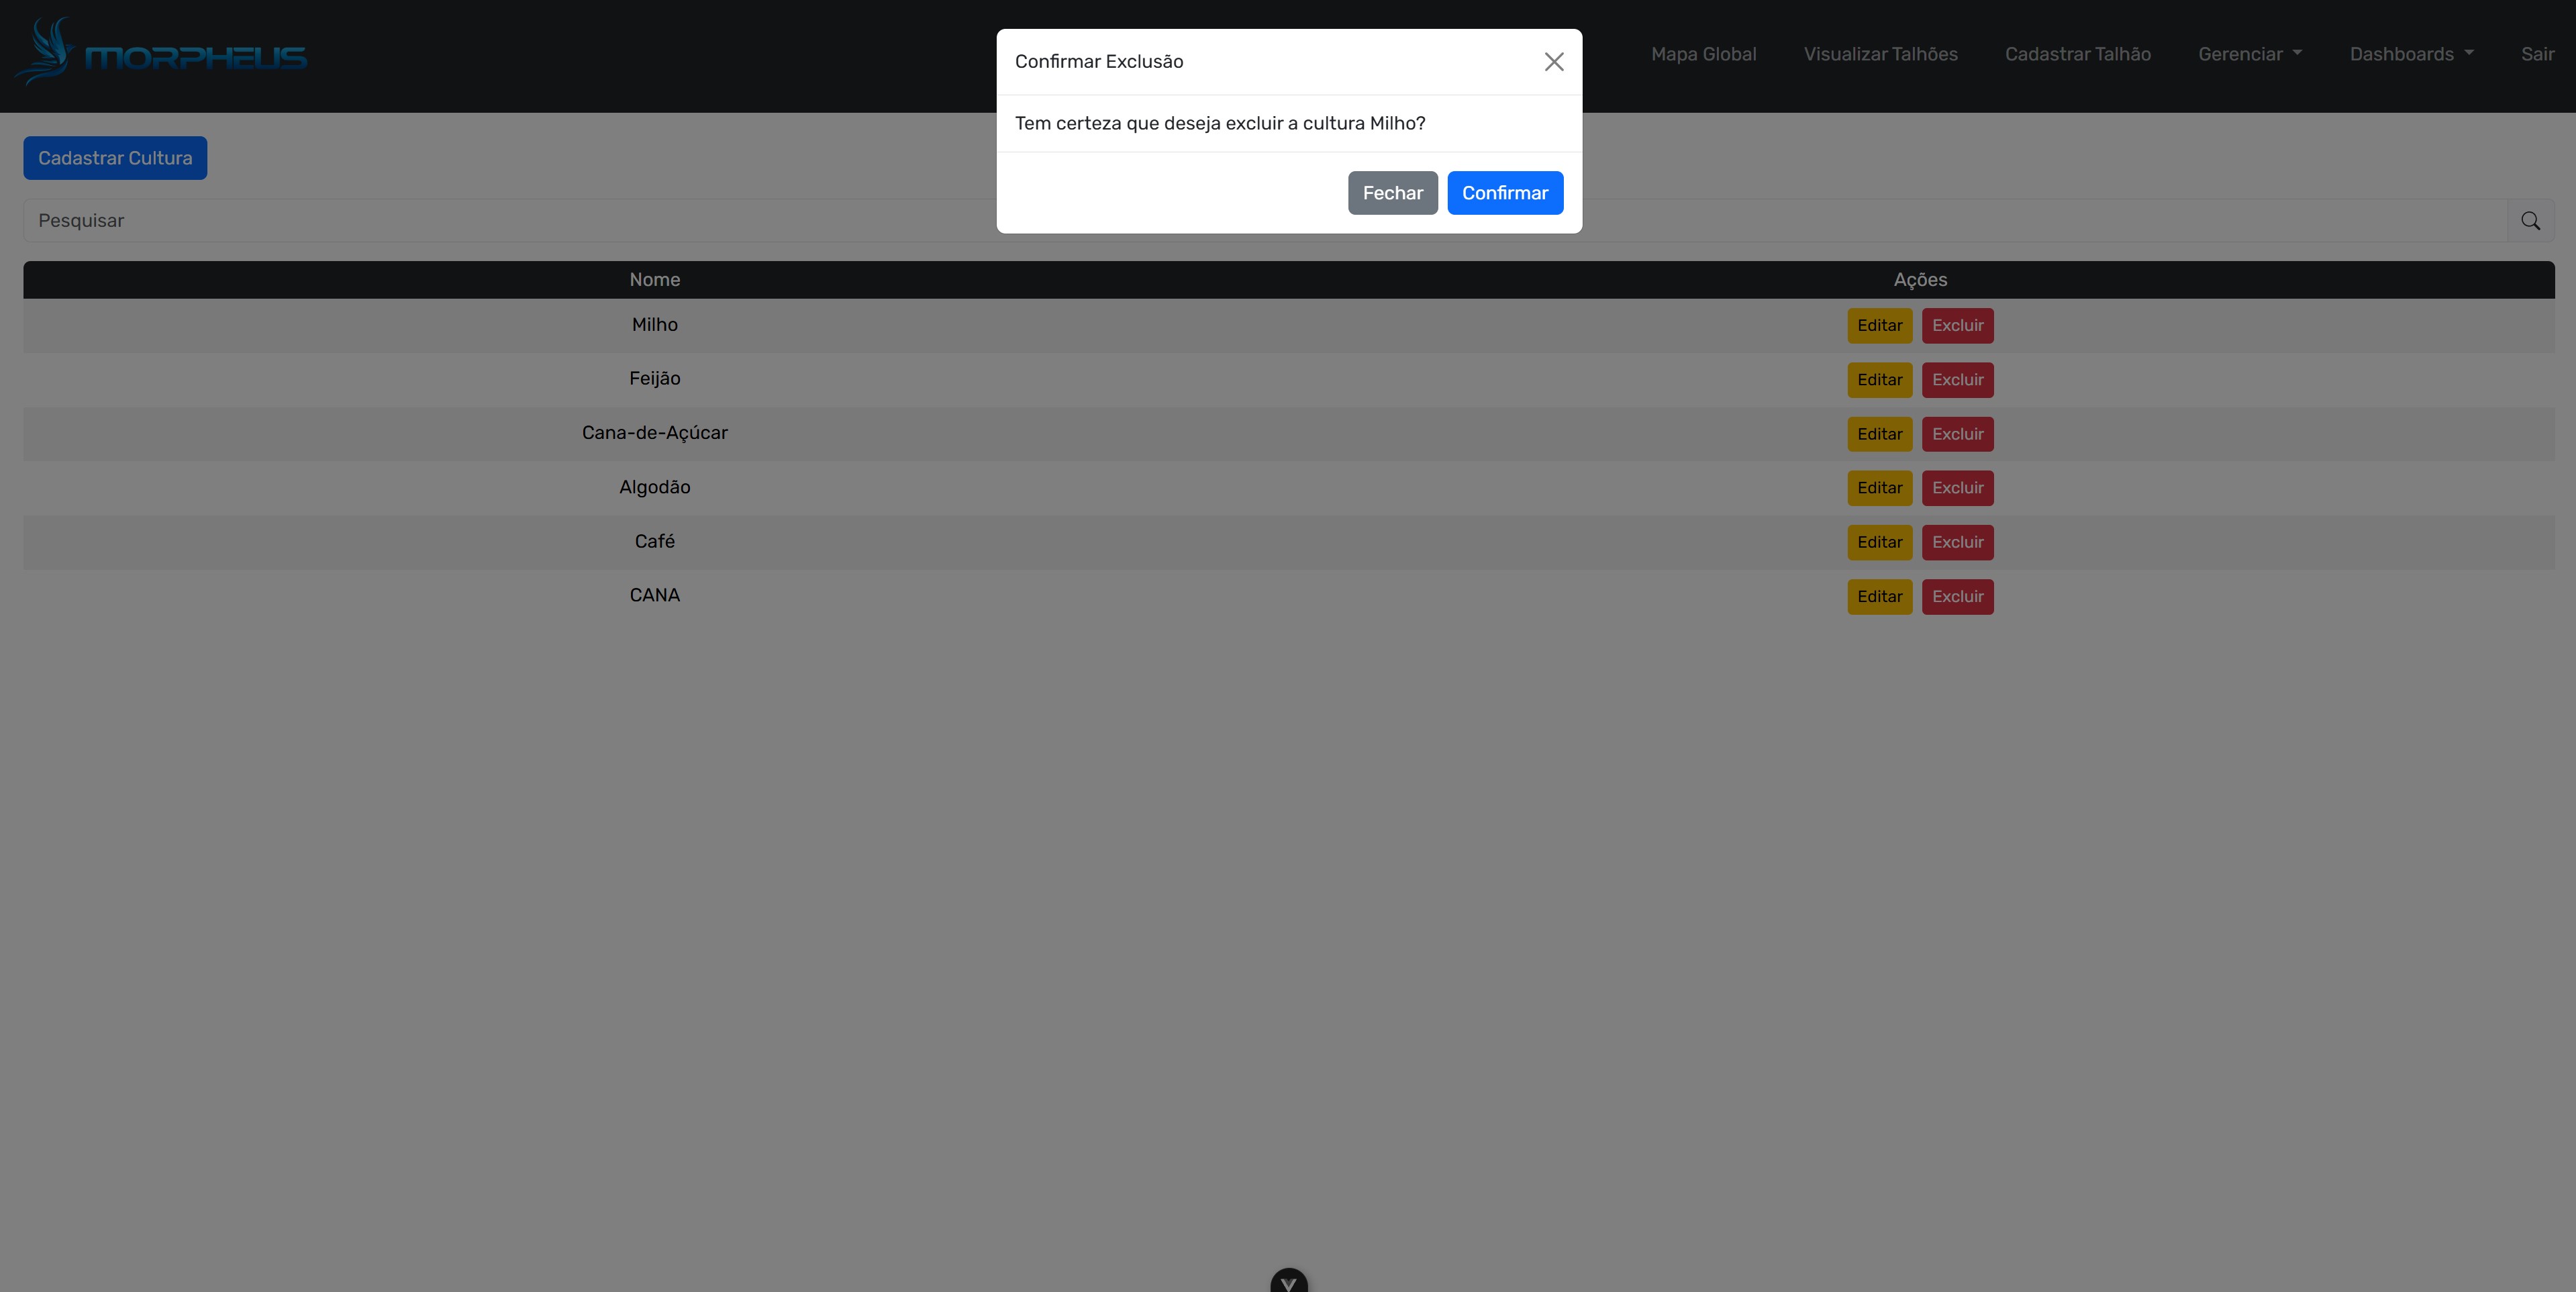 MORPHEUS
Mapa Global Visualizar Talhões Cadastrar Talhão Gerenciar Dashboards Sair
Confirmar Exclusão
Tem certeza que deseja excluir a cultura Milho?
Fechar Confirmar
Cadastrar Cultura
Pesquisar
Nome Ações
Milho Editar Excluir
Feijão Editar Excluir
Cana-de-Açúcar Editar Excluir
Algodão Editar Excluir
Café Editar Excluir
CANA Editar Excluir